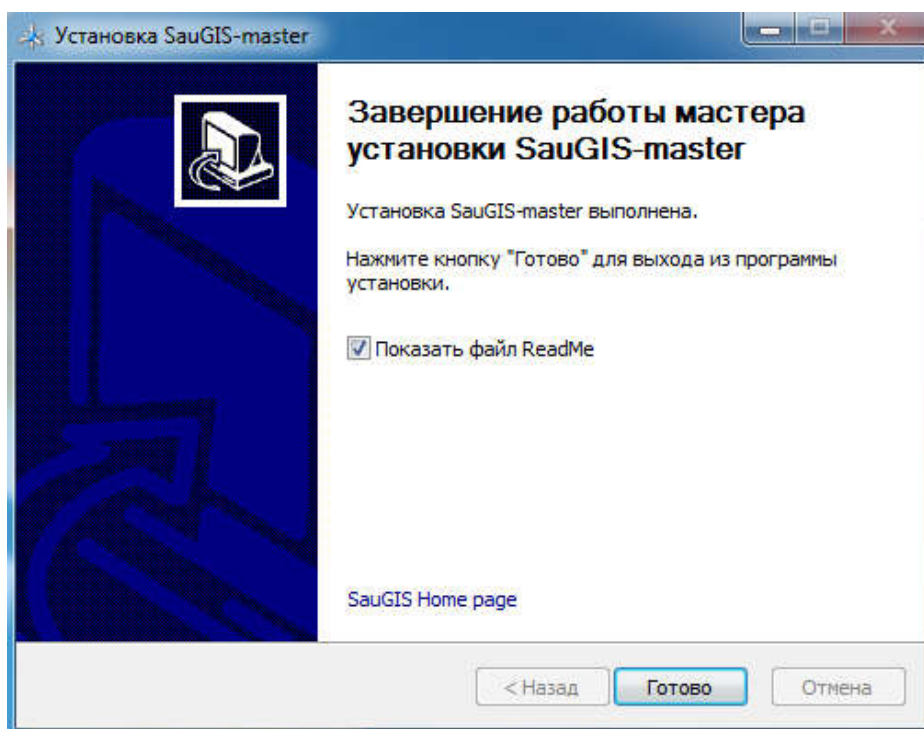 Установка SauGIS-master
Завершение работы мастера
установки SauGIS-master
Установка SauGIS-master выполнена.
Нажмите кнопку "Готово" для выхода из программы
установки.
Показать файл ReadMe
SauGIS Home page
< Назад
Готово
Отмена